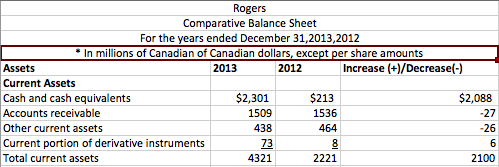 Rogers
Comparative Balance Sheet
For the years ended December 31,2013,2012
* In millions of Canadian of Canadian dollars, except per share amounts
Assets 2013 2012 Increase (+)/Decrease(-)
Current Assets
Cash and cash equivalents $2,301 $213 $2,088
Accounts receivable 1509 1536 -27
Other current assets 438 464 -26
Current portion of derivative instruments 73 8 6
Total current assets 4321 2221 2100